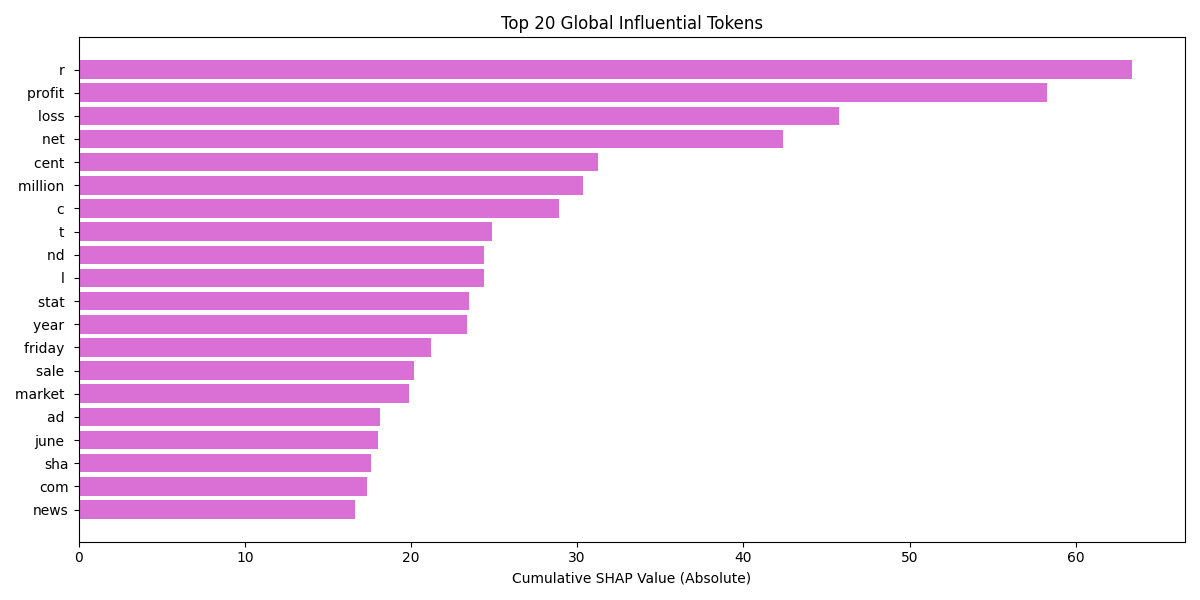 Top 20 Global Influential Tokens
r
profit
loss
net
cent
million
c
t
nd
l
stat
year
friday
sale
market
ad
june
sha
com
news
0 10 20 30 40 50 60
Cumulative SHAP Value (Absolute)